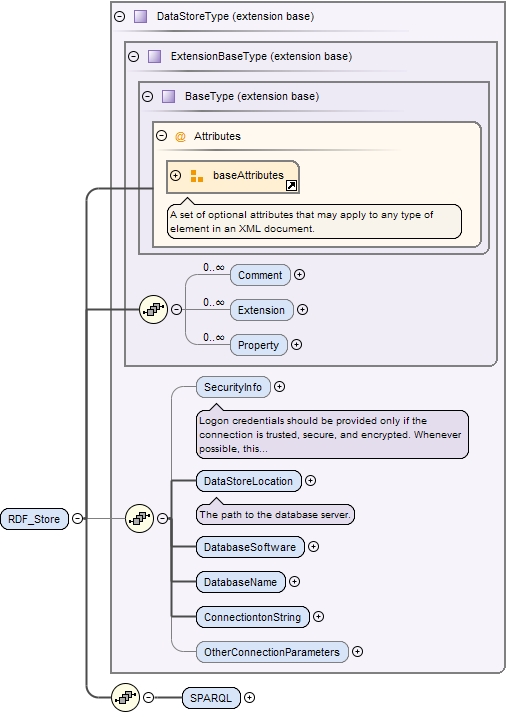 DataStoreType (extension base)
ExtensionBaseType (extension base)
BaseType (extension base)
@ Attributes
baseAttributes
A set of optional attributes that may apply to any type of
element in an XML document.
0..∞
Comment
0..∞
Extension
0..∞
Property
SecurityInfo
Logon credentials should be provided only if the
connection is trusted, secure, and encrypted. Whenever
possible, this...
DataStoreLocation
The path to the database server.
RDF_Store
DatabaseSoftware
DatabaseName
ConnectiontonString
OtherConnectionParameters
SPARQL